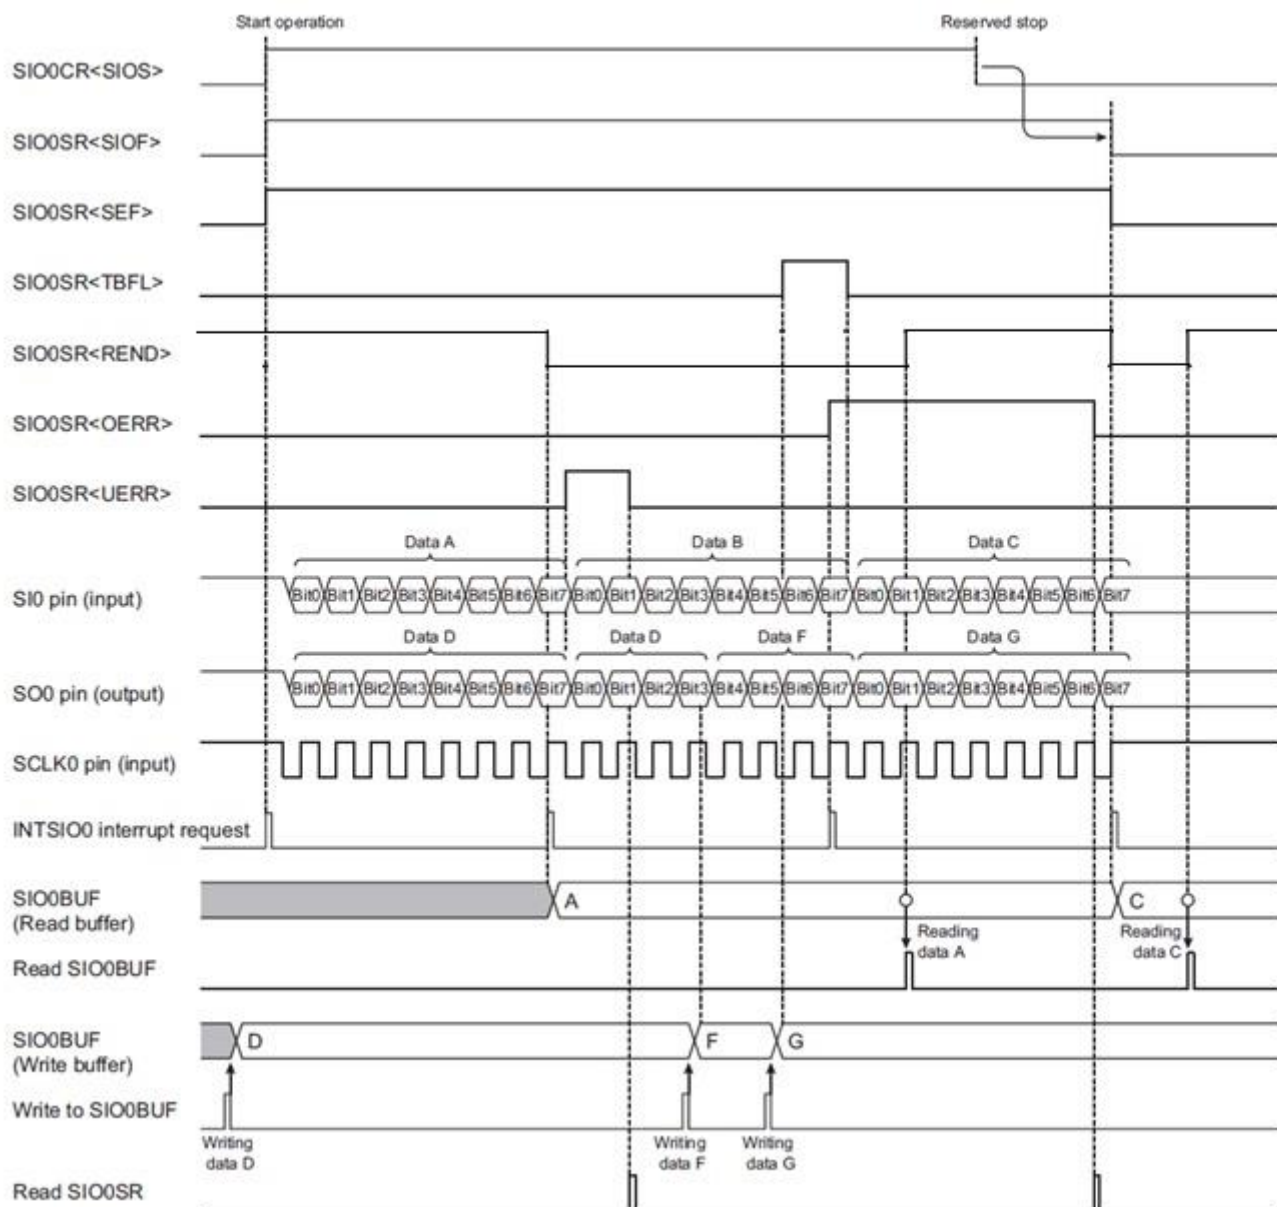 Start operation Reserved stop
SIO0CR<SIOS>
SIO0SR<SIOF>
SIO0SR<SEF>
SIO0SR<TBFL>
SIO0SR<REND>
SIO0SR<OERR>
SIO0SR<UERR>
Data A Data B Data C
SI0 pin (input) Bit0 Bit1 Bit2 Bit3 Bit4 Bit5 Bit6 Bit7 Bit0 Bit1 Bit2 Bit3 Bit4 Bit5 Bit6 Bit7 Bit0 Bit1 Bit2 Bit3 Bit4 Bit5 Bit6 Bit7
Data D Data D Data F Data G
SO0 pin (output) Bit0 Bit1 Bit2 Bit3 Bit4 Bit5 Bit6 Bit7 Bit0 Bit1 Bit2 Bit3 Bit4 Bit5 Bit6 Bit7 Bit0 Bit1 Bit2 Bit3 Bit4 Bit5 Bit6 Bit7
SCLK0 pin (input)
INTSIO0 interrupt request
SIO0BUF
(Read buffer)
A C
Reading
data A
Reading
data C
Read SIO0BUF
SIO0BUF
(Write buffer)
D F G
Write to SIO0BUF
Writing
data D
Writing
data F
Writing
data G
Read SIO0SR